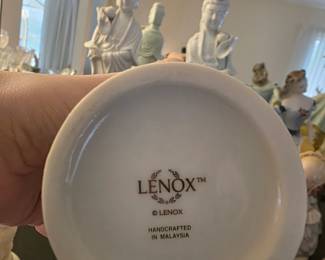 LENOX™
© LENOX
HANDCRAFTED
IN MALAYSIA